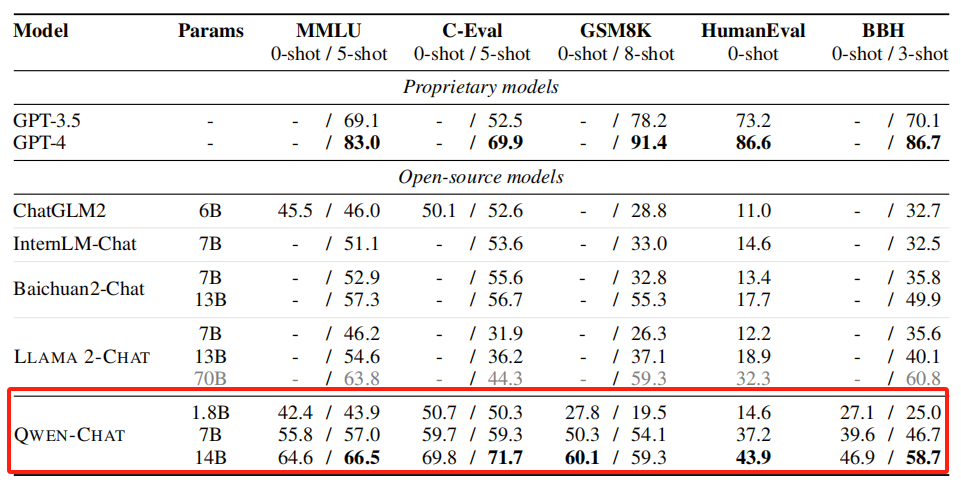 Model Params MMLU C-Eval GSM8K HumanEval BBH
0-shot / 5-shot 0-shot / 5-shot 0-shot / 8-shot 0-shot 0-shot / 3-shot
Proprietary models
GPT-3.5 - - / 69.1 - / 52.5 - / 78.2 73.2 - / 70.1
GPT-4 - - / 83.0 - / 69.9 - / 91.4 86.6 - / 86.7
Open-source models
ChatGLM2 6B 45.5 / 46.0 50.1 / 52.6 - / 28.8 11.0 - / 32.7
InternLM-Chat 7B - / 51.1 - / 53.6 - / 33.0 14.6 - / 32.5
Baichuan2-Chat
7B - / 52.9 - / 55.6 - / 32.8 13.4 - / 35.8
13B - / 57.3 - / 56.7 - / 55.3 17.7 - / 49.9
LLAMA 2-CHAT
7B - / 46.2 - / 31.9 - / 26.3 12.2 - / 35.6
13B - / 54.6 - / 36.2 - / 37.1 18.9 - / 40.1
70B - / 63.8 - / 44.3 - / 59.3 32.3 - / 60.8
QWEN-CHAT
1.8B 42.4 / 43.9 50.7 / 50.3 27.8 / 19.5 14.6 27.1 / 25.0
7B 55.8 / 57.0 59.7 / 59.3 50.3 / 54.1 37.2 39.6 / 46.7
14B 64.6 / 66.5 69.8 / 71.7 60.1 / 59.3 43.9 46.9 / 58.7